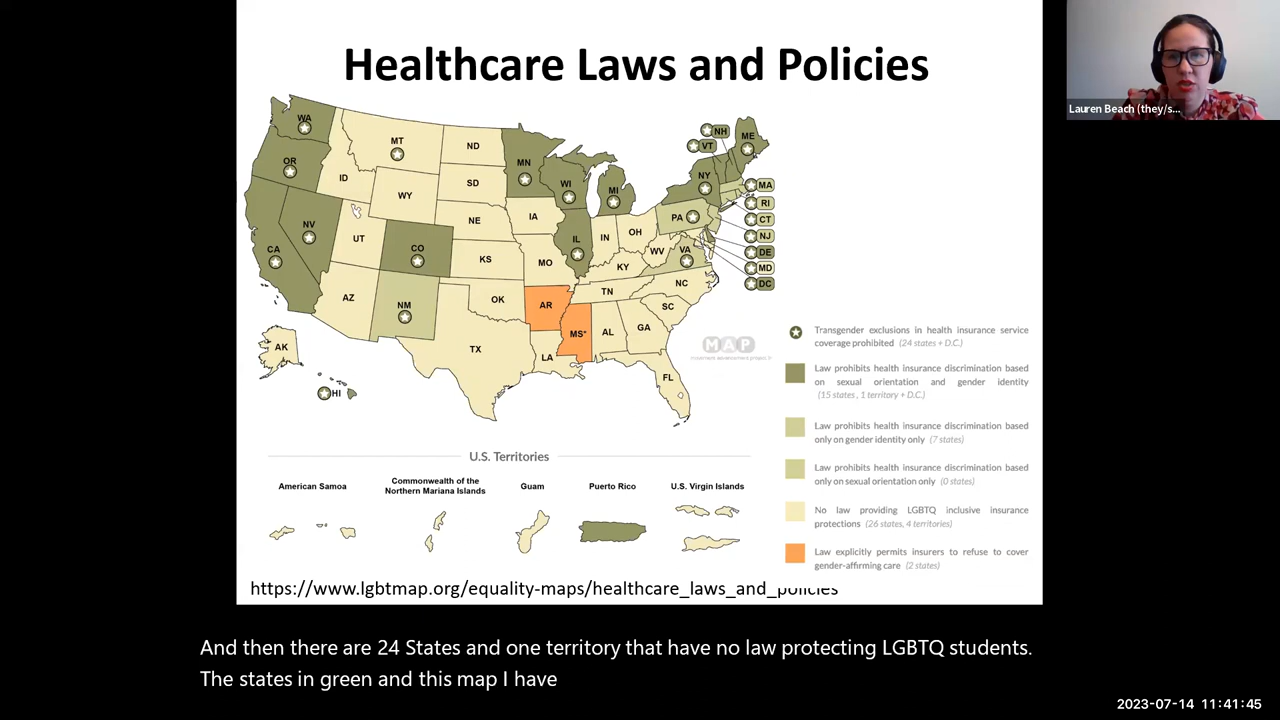 Healthcare Laws and Policies
Lauren Beach (they/s...
WA
MT
ND
MN
NH
VT
ME
OR
ID
SD
WI
MI
NY
MA
WY
RI
NV
NE
IA
PA
CT
NJ
CA
UT
CO
IL
IN
OH
DE
KS
MO
WV
VA
MD
KY
DC
AZ
NM
OK
AR
TN
NC
SC
TX
MS*
AL
GA
LA
FL
AK
HI
MAP
Transgender exclusions in health insurance service
coverage prohibited (24 states + D.C.)
Law prohibits health insurance discrimination based
on sexual orientation and gender identity
(15 states , 1 territory + D.C.)
Law prohibits health insurance discrimination based
only on gender identity only (7 states)
Law prohibits health insurance discrimination based
only on sexual orientation only (0 states)
No law providing LGBTQ inclusive insurance
protections (26 states, 4 territories)
Law explicitly permits insurers to refuse to cover
gender-affirming care (2 states)
U.S. Territories
American Samoa
Commonwealth of the
Northern Mariana Islands
Guam
Puerto Rico
U.S. Virgin Islands
https://www.lgbtmap.org/equality-maps/healthcare_laws_and_policies
And then there are 24 States and one territory that have no law protecting LGBTQ students.
The states in green and this map I have
2023-07-14 11:41:45